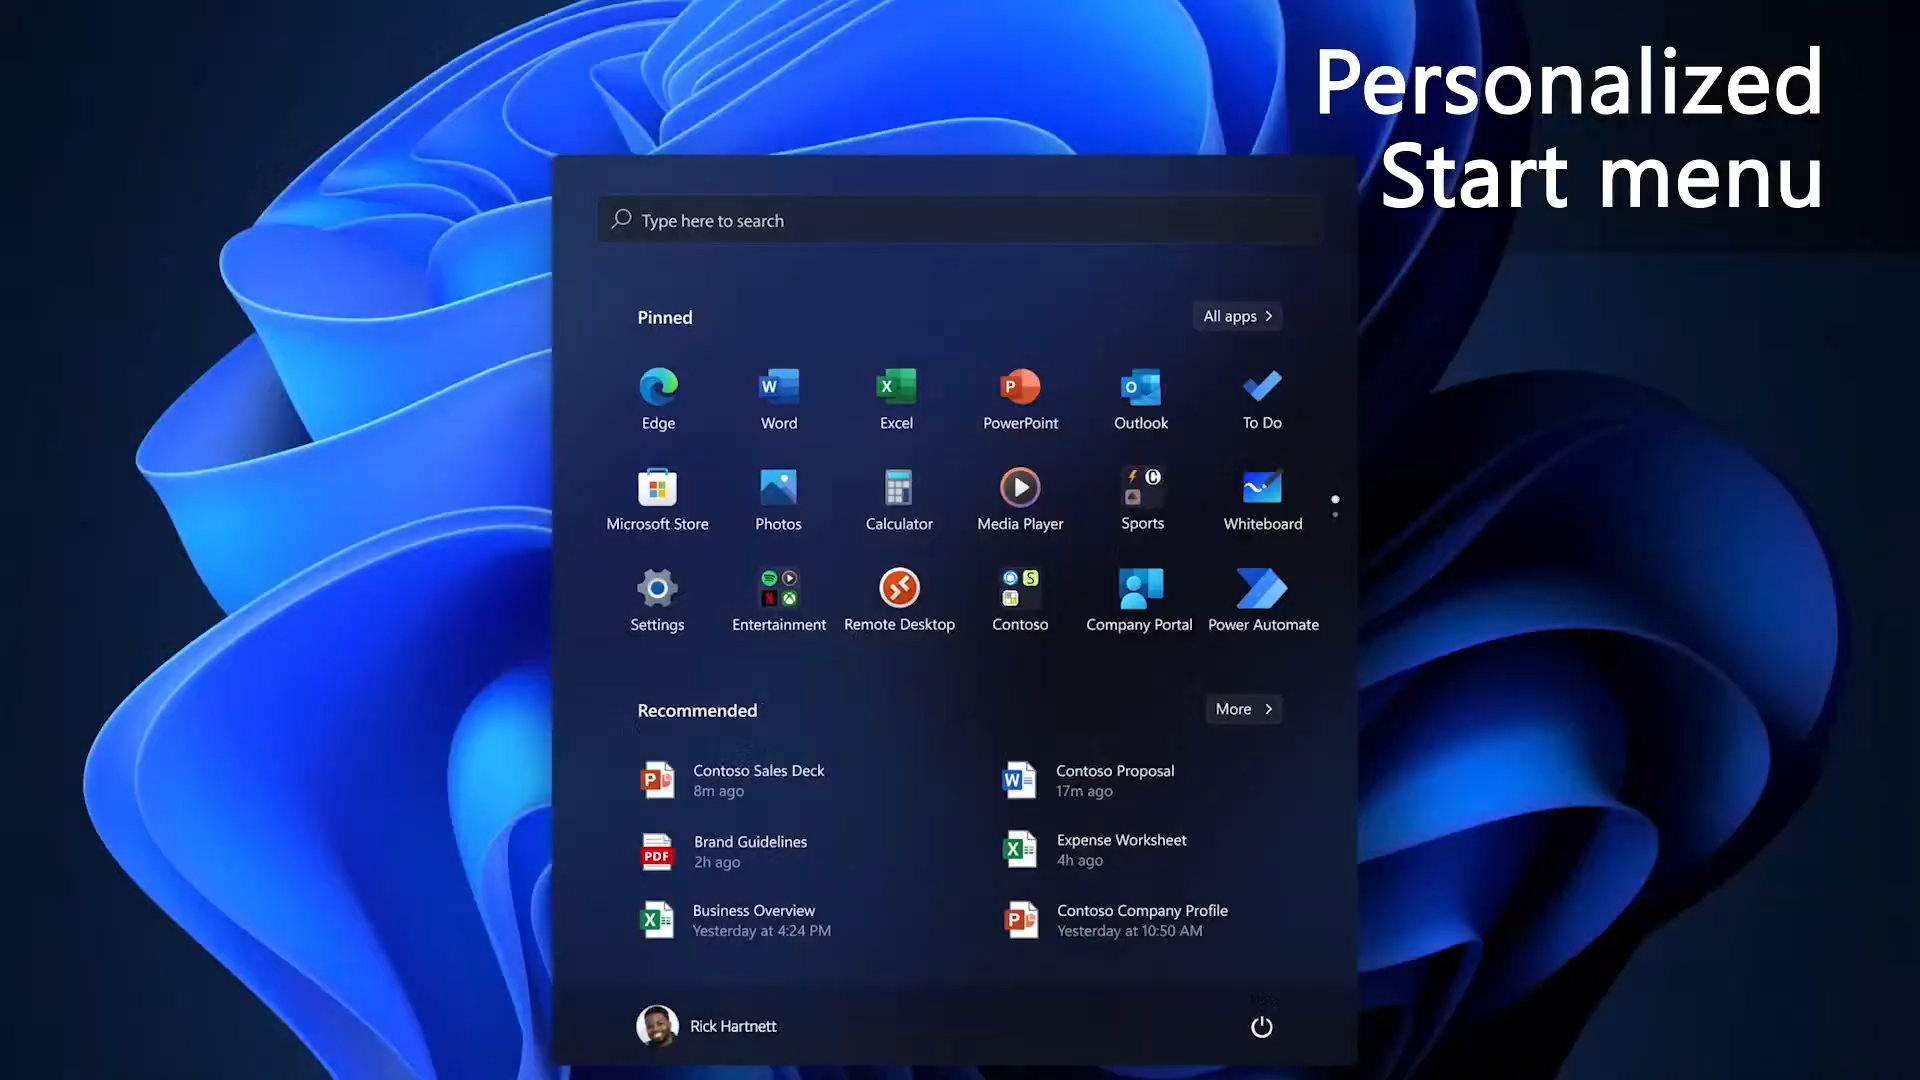 Personalized
Start menu
Type here to search
Pinned
All apps
Edge
Word
Excel
PowerPoint
Outlook
To Do
Microsoft Store
Photos
Calculator
Media Player
Sports
Whiteboard
Settings
Entertainment
Remote Desktop
Contoso
Company Portal
Power Automate
Recommended
More
Contoso Sales Deck
8m ago
Contoso Proposal
17m ago
PDF
Brand Guidelines
2h ago
Expense Worksheet
4h ago
Business Overview
Yesterday at 4:24 PM
Contoso Company Profile
Yesterday at 10:50 AM
Rick Hartnett